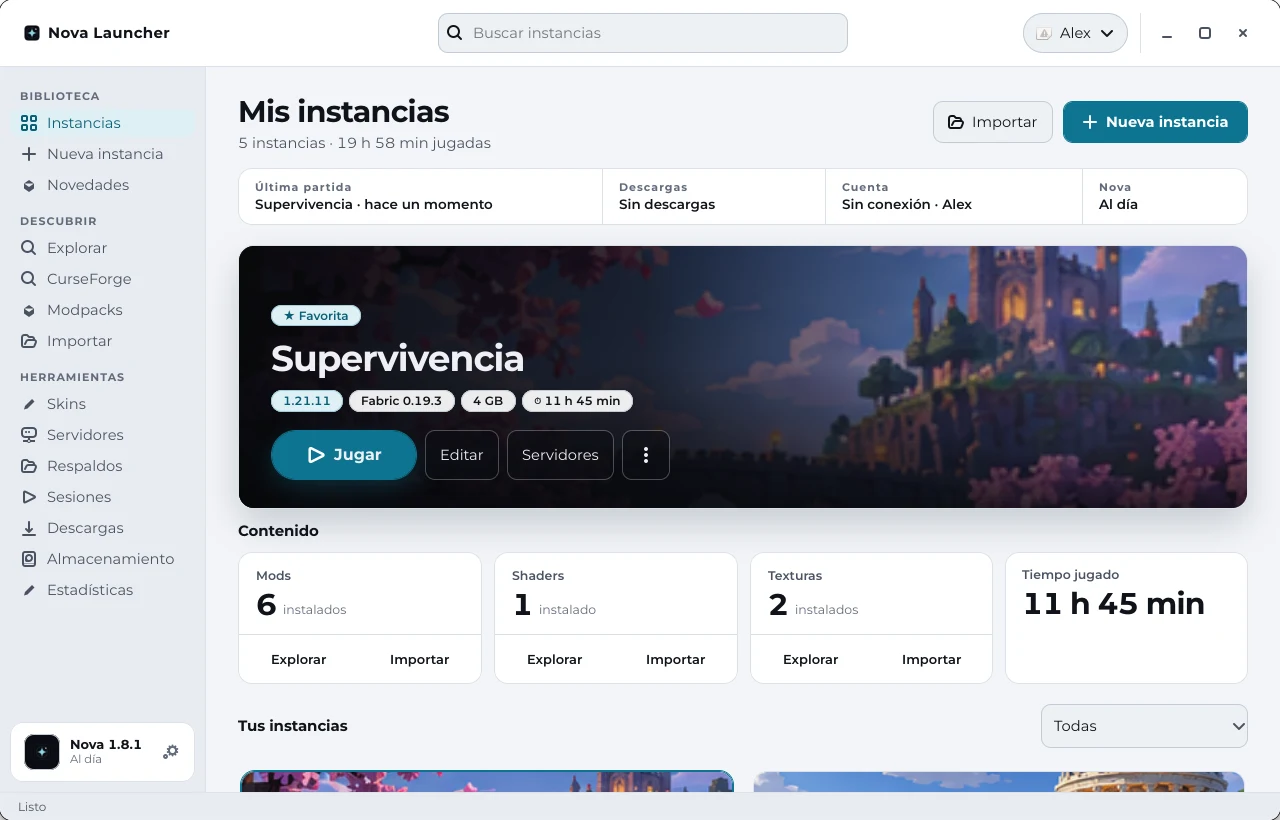 Nova Launcher
Buscar instancias
Alex
BIBLIOTECA
Instancias
Nueva instancia
Novedades
DESCUBRIR
Explorar
CurseForge
Modpacks
Importar
HERRAMIENTAS
Skins
Servidores
Respaldos
Sesiones
Descargas
Almacenamiento
Estadísticas
Nova 1.8.1
Al día
Mis instancias
5 instancias · 19 h 58 min jugadas
Importar
Nueva instancia
Última partida
Supervivencia · hace un momento
Descargas
Sin descargas
Cuenta
Sin conexión · Alex
Nova
Al día
★ Favorita
Supervivencia
1.21.11
Fabric 0.19.3
4 GB
⏱ 11 h 45 min
Jugar
Editar
Servidores
Contenido
Mods
6 instalados
Explorar
Importar
Shaders
1 instalado
Explorar
Importar
Texturas
2 instalados
Explorar
Importar
Tiempo jugado
11 h 45 min
Tus instancias
Todas
Listo